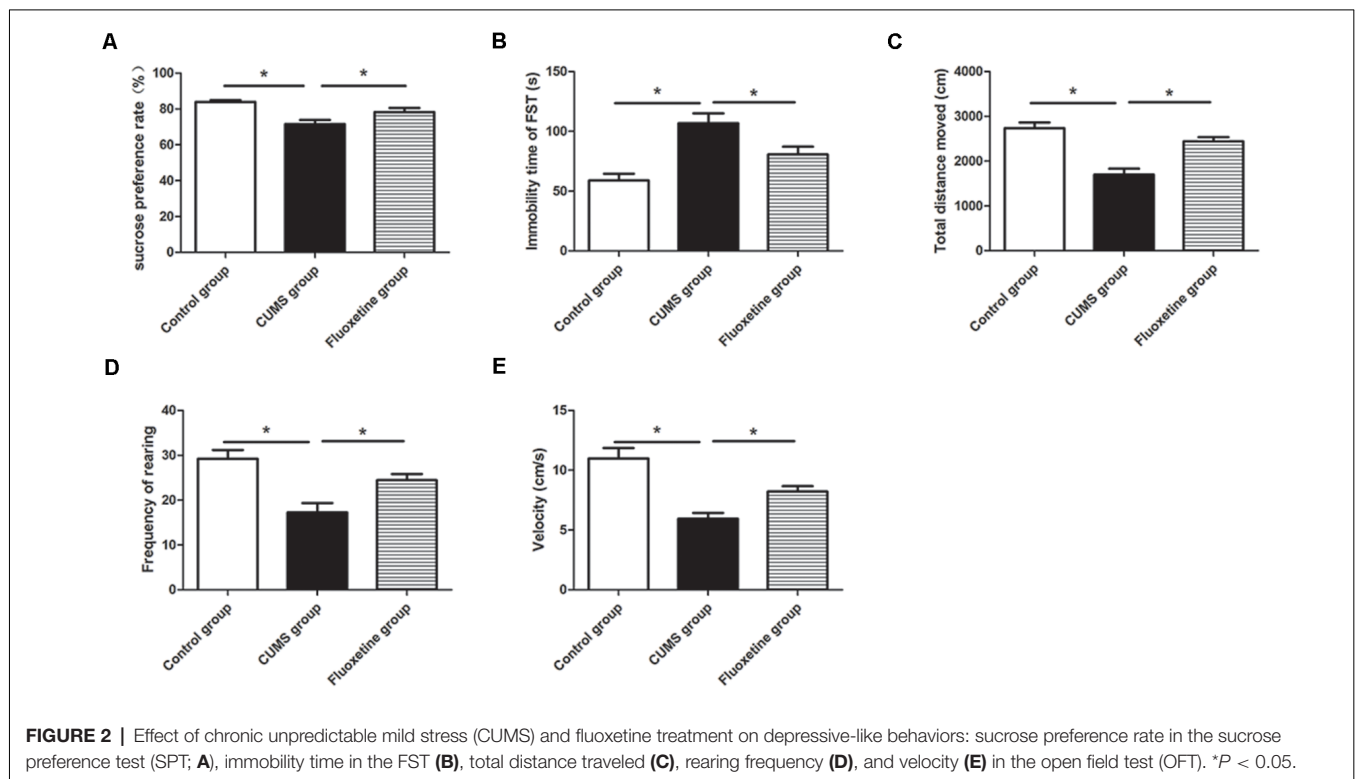 A
B
C
sucrose preference rate (%)
100
80
60
40
20
0
*
*
Control group
CUMS group
Fluoxetine group
Immobility time of FST (s)
150
100
50
0
*
*
Control group
CUMS group
Fluoxetine group
Total distance moved (cm)
4000
3000
2000
1000
0
*
*
Control group
CUMS group
Fluoxetine group
D
E
Frequency of rearing
40
30
20
10
0
*
*
Control group
CUMS group
Fluoxetine group
Velocity (cm/s)
15
10
5
0
*
*
Control group
CUMS group
Fluoxetine group
FIGURE 2 | Effect of chronic unpredictable mild stress (CUMS) and fluoxetine treatment on depressive-like behaviors: sucrose preference rate in the sucrose
preference test (SPT; A), immobility time in the FST (B), total distance traveled (C), rearing frequency (D), and velocity (E) in the open field test (OFT). *P < 0.05.